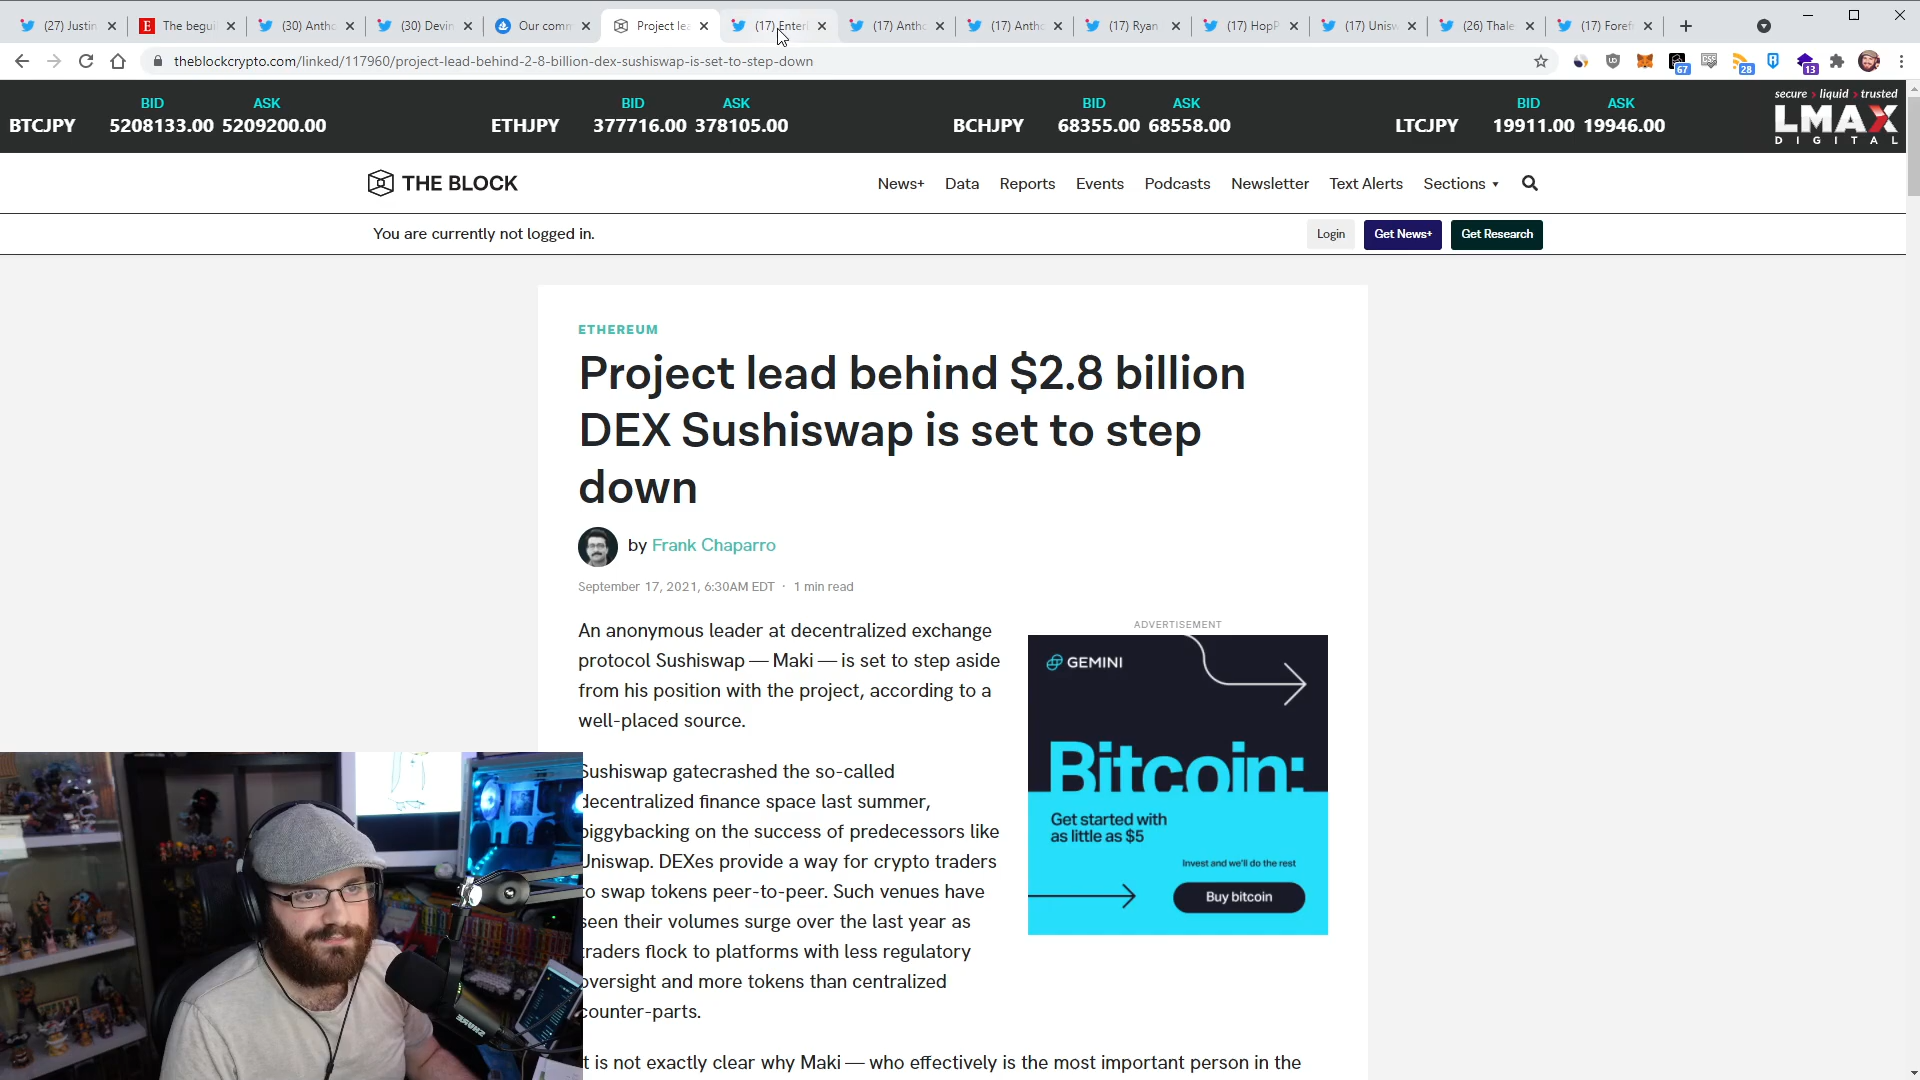 (27) Justin
The begui
(30) Antho
(30) Devin
Our comm
Project lea
(17) Enterl
(17) Antho
(17) Antho
(17) Ryan
(17) HopP
(17) Unisw
(26) Thale
(17) Forefr
theblockcrypto.com/linked/117960/project-lead-behind-2-8-billion-dex-sushiswap-is-set-to-step-down
67
28
13
BID ASK BID ASK BID ASK BID ASK
BTCJPY 5208133.00 5209200.00 ETHJPY 377716.00 378105.00 BCHJPY 68355.00 68558.00 LTCJPY 19911.00 19946.00
secure › liquid › trusted
LMAX
DIGITAL
THE BLOCK
News+ Data Reports Events Podcasts Newsletter Text Alerts Sections
You are currently not logged in.
Login Get News+ Get Research
ETHEREUM
Project lead behind $2.8 billion
DEX Sushiswap is set to step
down
by Frank Chaparro
September 17, 2021, 6:30AM EDT · 1 min read
An anonymous leader at decentralized exchange
protocol Sushiswap — Maki — is set to step aside
from his position with the project, according to a
well-placed source.
Sushiswap gatecrashed the so-called
decentralized finance space last summer,
piggybacking on the success of predecessors like
Uniswap. DEXes provide a way for crypto traders
to swap tokens peer-to-peer. Such venues have
seen their volumes surge over the last year as
traders flock to platforms with less regulatory
oversight and more tokens than centralized
counter-parts.
It is not exactly clear why Maki — who effectively is the most important person in the
ADVERTISEMENT
GEMINI
Bitcoin:
Get started with
as little as $5
Invest and we'll do the rest
Buy bitcoin
SHURE